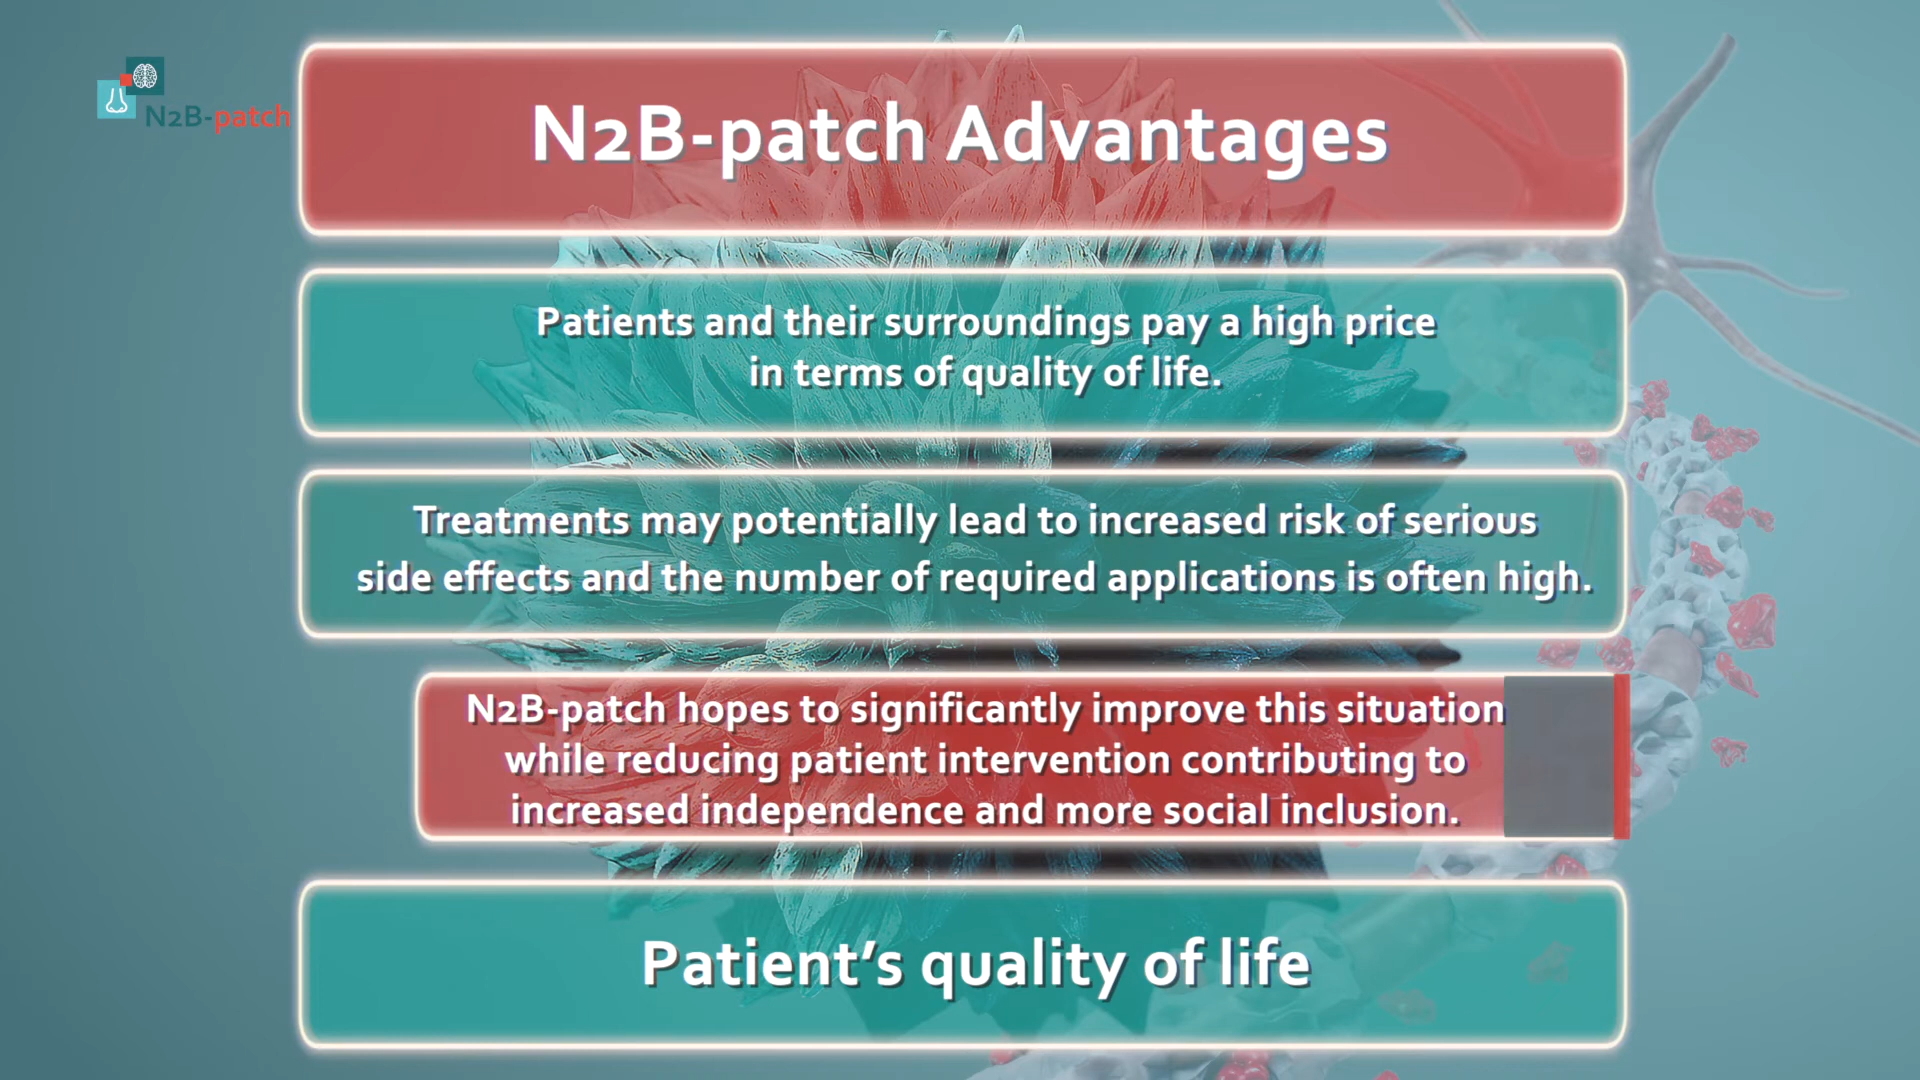 N2B-patch
N2B-patch Advantages
Patients and their surroundings pay a high price
in terms of quality of life.
Treatments may potentially lead to increased risk of serious
side effects and the number of required applications is often high.
N2B-patch hopes to significantly improve this situation
while reducing patient intervention contributing to
increased independence and more social inclusion.
Patient’s quality of life